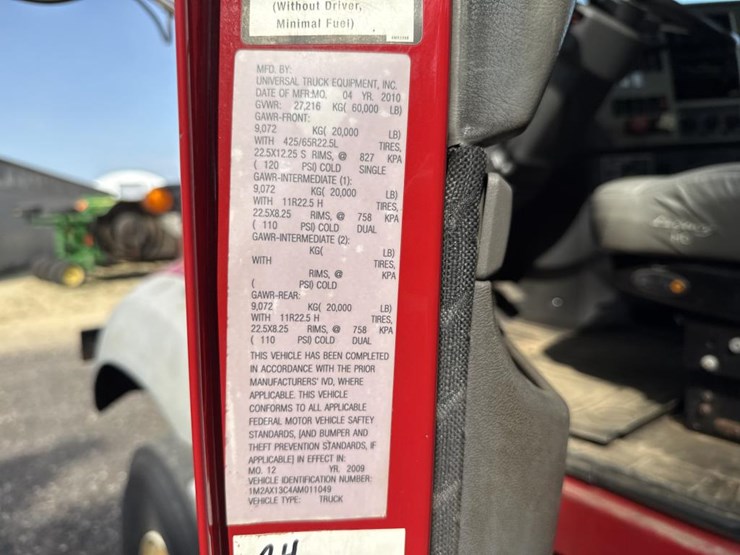 (Without Driver,
Minimal Fuel)
MFD. BY:
UNIVERSAL TRUCK EQUIPMENT, INC.
DATE OF MFR:MO. 04 YR. 2010
GVWR: 27,216 KG( 60,000 LB)
GAWR-FRONT:
9,072 KG( 20,000 LB)
WITH 425/65R22.5L TIRES,
22.5X12.25 S RIMS, @ 827 KPA
( 120 PSI) COLD SINGLE
GAWR-INTERMEDIATE (1):
9,072 KG( 20,000 LB)
WITH 11R22.5 H TIRES,
22.5X8.25 RIMS, @ 758 KPA
( 110 PSI) COLD DUAL
GAWR-INTERMEDIATE (2):
KG( LB)
WITH TIRES,
RIMS, @ KPA
( PSI) COLD
GAWR-REAR:
9,072 KG( 20,000 LB)
WITH 11R22.5 H TIRES,
22.5X8.25 RIMS, @ 758 KPA
( 110 PSI) COLD DUAL
THIS VEHICLE HAS BEEN COMPLETED
IN ACCORDANCE WITH THE PRIOR
MANUFACTURERS' IVD, WHERE
APPLICABLE. THIS VEHICLE
CONFORMS TO ALL APPLICABLE
FEDERAL MOTOR VEHICLE SAFTEY
STANDARDS, [AND BUMPER AND
THEFT PREVENTION STANDARDS, IF
APPLICABLE] IN EFFECT IN:
MO. 12 YR. 2009
VEHICLE IDENTIFICATION NUMBER:
1M2AX13C4AM011049
VEHICLE TYPE: TRUCK